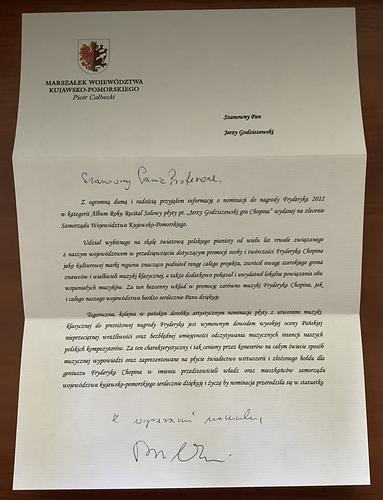 MARSZAŁEK WOJEWÓDZTWA
KUJAWSKO-POMORSKIEGO
Piotr Całbecki
Szanowny Pan
Jerzy Godziszewski
Szanowny Panie Profesorze,
Z ogromną dumą i radością przyjąłem informację o nominacji do nagrody Fryderyka 2012
w kategorii Album Roku Recital Solowy płyty pt. „Jerzy Godziszewski gra Chopina" wydanej na zlecenie
Samorządu Województwa Kujawsko-Pomorskiego.
Udział wybitnego na skalę światową polskiego pianisty od wielu lat trwale związanego
z naszym województwem w przedsięwzięciu dotyczącym promocji osoby i twórczości Fryderyka Chopina
jako kulturowej marki regionu znacząco podniósł rangę całego projektu, zwrócił uwagę szerokiego grona
znawców i wielbicieli muzyki klasycznej, a także dodatkowo pokazał i uwydatnił lokalne powiązania obu
wspaniałych muzyków. Za ten bezcenny wkład w promocję zarówno muzyki Fryderyka Chopina, jak
i całego naszego województwa bardzo serdecznie Panu dziękuję.
Tegoroczna, kolejna w pańskim dorobku artystycznym nominacja płyty z utworami muzyki
klasycznej do prestiżowej nagrody Fryderyka jest wymownym dowodem wysokiej oceny Pańskiej
nieprzeciętnej wrażliwości oraz bezbłędnej umiejętności odczytywania muzycznych intencji naszych
polskich kompozytorów. Za ten charakterystyczny i tak ceniony przez koneserów na całym świecie sposób
muzycznej wypowiedzi oraz zaprezentowane na płycie świadectwo wirtuozerii i złożonego hołdu dla
geniuszu Fryderyka Chopina w imieniu przedstawicieli władz oraz mieszkańców samorządu
województwa kujawsko-pomorskiego serdecznie dziękuję i życzę by nominacja przerodziła się w statuetkę.
Z wyrazami szacunku,